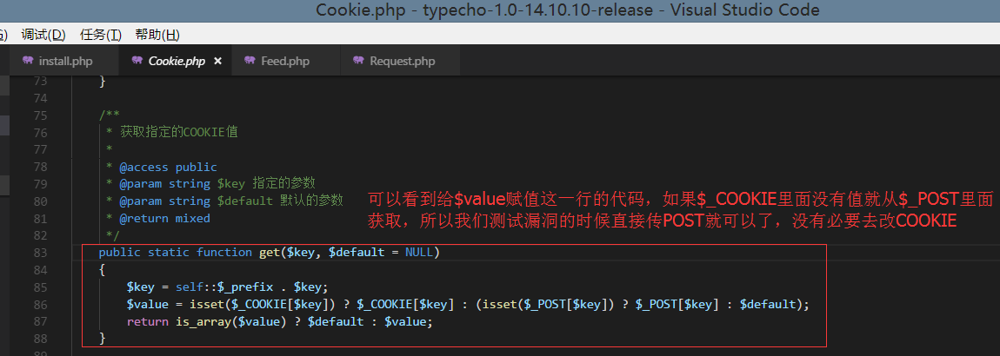 Cookie.php - typecho-1.0-14.10.10-release - Visual Studio Code
调试(D) 任务(T) 帮助(H)
install.php Cookie.php × Feed.php Request.php
73 }
74
75 /**
76 * 获取指定的COOKIE值
77 *
78 * @access public
79 * @param string $key 指定的参数
80 * @param string $default 默认的参数
81 * @return mixed
82 */
可以看到给$value赋值这一行的代码，如果$_COOKIE里面没有值就从$_POST里面
获取，所以我们测试漏洞的时候直接传POST就可以了，没有必要去改COOKIE
83 public static function get($key, $default = NULL)
84 {
85 $key = self::$_prefix . $key;
86 $value = isset($_COOKIE[$key]) ? $_COOKIE[$key] : (isset($_POST[$key]) ? $_POST[$key] : $default);
87 return is_array($value) ? $default : $value;
88 }